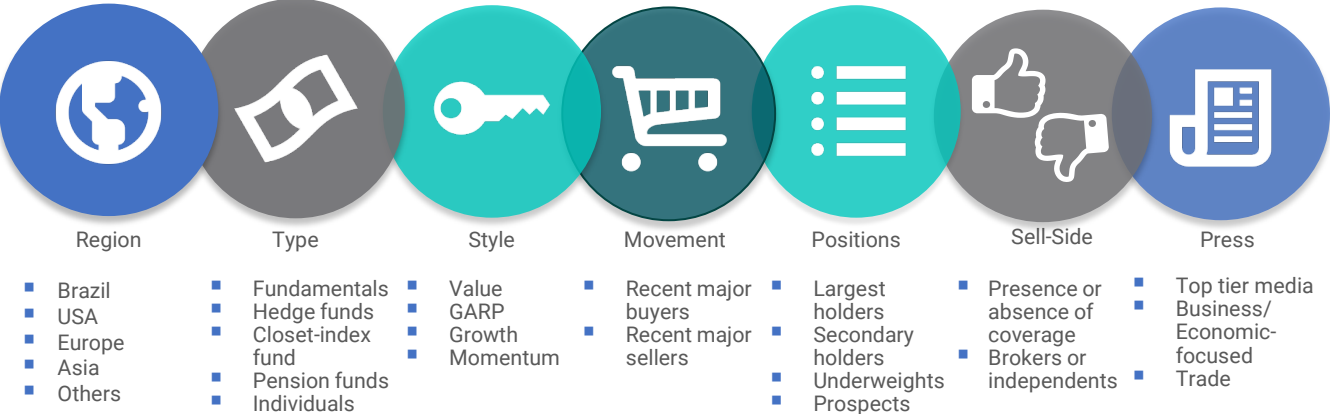 Region
Brazil
USA
Europe
Asia
Others
Type
Fundamentals
Hedge funds
Closet-index
fund
Pension funds
Individuals
Style
Value
GARP
Growth
Momentum
Movement
Recent major
buyers
Recent major
sellers
Positions
Largest
holders
Secondary
holders
Underweights
Prospects
Sell-Side
Presence or
absence of
coverage
Brokers or
independents
Press
Top tier media
Business/
Economic-
focused
Trade